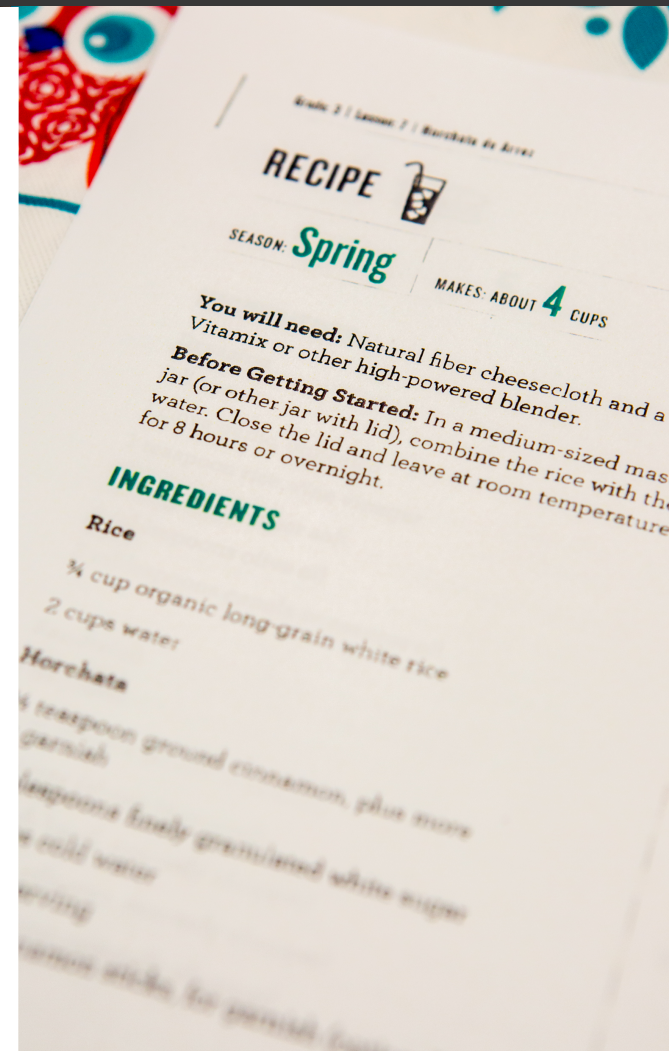 Grade: 3 | Lesson: 7 | Horchata de Arroz
RECIPE
SEASON: Spring
MAKES: ABOUT 4 CUPS
You will need: Natural fiber cheesecloth and a
Vitamix or other high-powered blender.
Before Getting Started: In a medium-sized mas
jar (or other jar with lid), combine the rice with the
water. Close the lid and leave at room temperature
for 8 hours or overnight.
INGREDIENTS
Rice
¾ cup organic long-grain white rice
2 cups water
Horchata
teaspoon ground cinnamon, plus more
garnish
finely granulated white sugar
cold water
sticks, for garnish